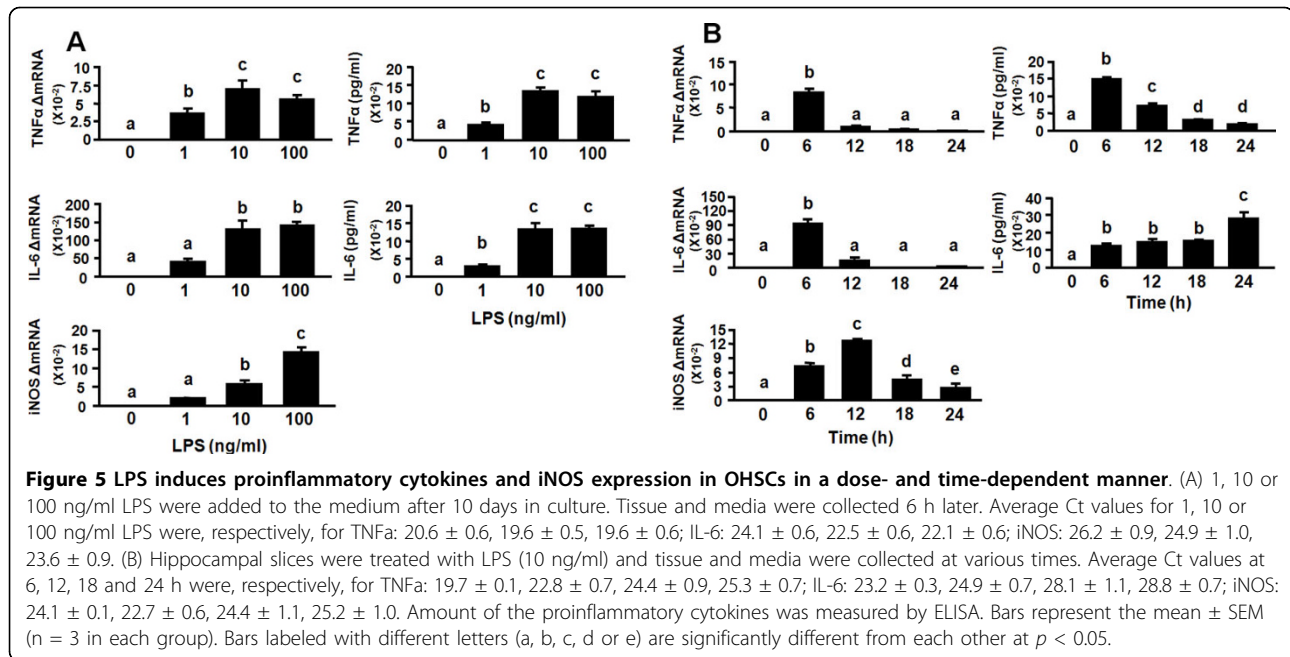 A
TNFα ΔmRNA
(X10-2)
10
7.5
5
2.5
0
a
b
c
c
0
1
10
100
TNFα (pg/ml)
(X10-2)
20
15
10
5
0
a
b
c
c
0
1
10
100
IL-6 ΔmRNA
(X10-2)
200
150
100
50
0
a
a
b
b
0
1
10
100
IL-6 (pg/ml)
(X10-2)
20
15
10
5
0
a
b
c
c
0
1
10
100
LPS (ng/ml)
iNOS ΔmRNA
(X10-2)
20
15
10
5
0
a
a
b
c
0
1
10
100
LPS (ng/ml)
B
TNFα ΔmRNA
(X10-2)
15
10
5
0
a
b
a
a
a
0
6
12
18
24
TNFα (pg/ml)
(X10-2)
20
15
10
5
0
a
b
c
d
d
0
6
12
18
24
IL-6 ΔmRNA
(X10-2)
150
120
90
60
30
0
a
b
a
a
a
0
6
12
18
24
IL-6 (pg/ml)
(X10-2)
40
30
20
10
0
a
b
b
b
c
0
6
12
18
24
Time (h)
iNOS ΔmRNA
(X10-2)
15
12
9
6
3
0
a
b
c
d
e
0
6
12
18
24
Time (h)
Figure 5 LPS induces proinflammatory cytokines and iNOS expression in OHSCs in a dose- and time-dependent manner. (A) 1, 10 or
100 ng/ml LPS were added to the medium after 10 days in culture. Tissue and media were collected 6 h later. Average Ct values for 1, 10 or
100 ng/ml LPS were, respectively, for TNFa: 20.6 ± 0.6, 19.6 ± 0.5, 19.6 ± 0.6; IL-6: 24.1 ± 0.6, 22.5 ± 0.6, 22.1 ± 0.6; iNOS: 26.2 ± 0.9, 24.9 ± 1.0,
23.6 ± 0.9. (B) Hippocampal slices were treated with LPS (10 ng/ml) and tissue and media were collected at various times. Average Ct values at
6, 12, 18 and 24 h were, respectively, for TNFa: 19.7 ± 0.1, 22.8 ± 0.7, 24.4 ± 0.9, 25.3 ± 0.7; IL-6: 23.2 ± 0.3, 24.9 ± 0.7, 28.1 ± 1.1, 28.8 ± 0.7; iNOS:
24.1 ± 0.1, 22.7 ± 0.6, 24.4 ± 1.1, 25.2 ± 1.0. Amount of the proinflammatory cytokines was measured by ELISA. Bars represent the mean ± SEM
(n = 3 in each group). Bars labeled with different letters (a, b, c, d or e) are significantly different from each other at p < 0.05.